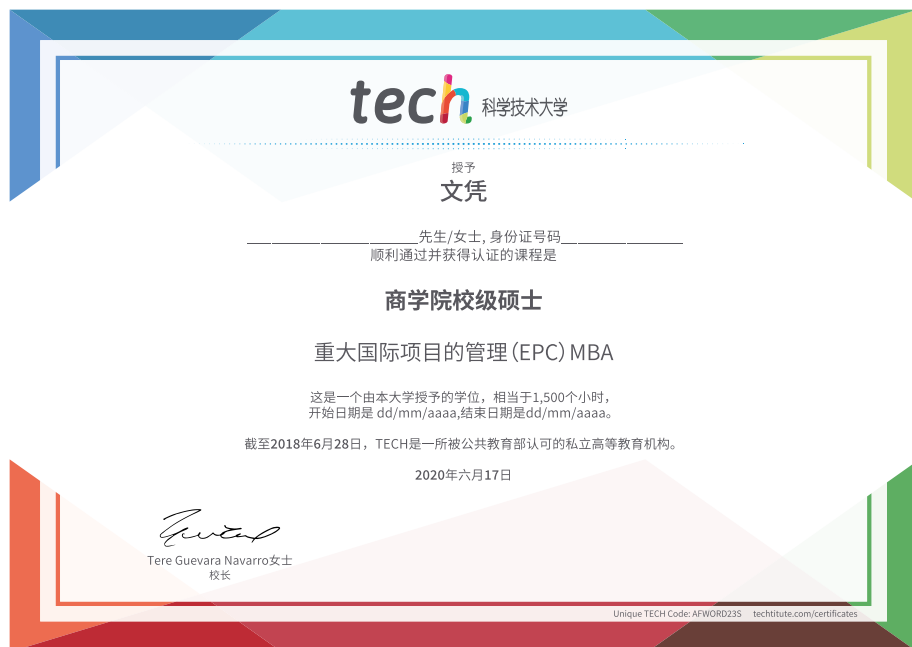 tech 科学技术大学
授予
文凭
______________________先生/女士, 身份证号码________________
顺利通过并获得认证的课程是
商学院校级硕士
重大国际项目的管理（EPC）MBA
这是一个由本大学授予的学位，相当于1,500个小时，
开始日期是 dd/mm/aaaa,结束日期是dd/mm/aaaa。
截至2018年6月28日，TECH是一所被公共教育部认可的私立高等教育机构。
2020年六月17日
Tere Guevara Navarro女士
校长
Unique TECH Code: AFWORD23S techtitute.com/certificates